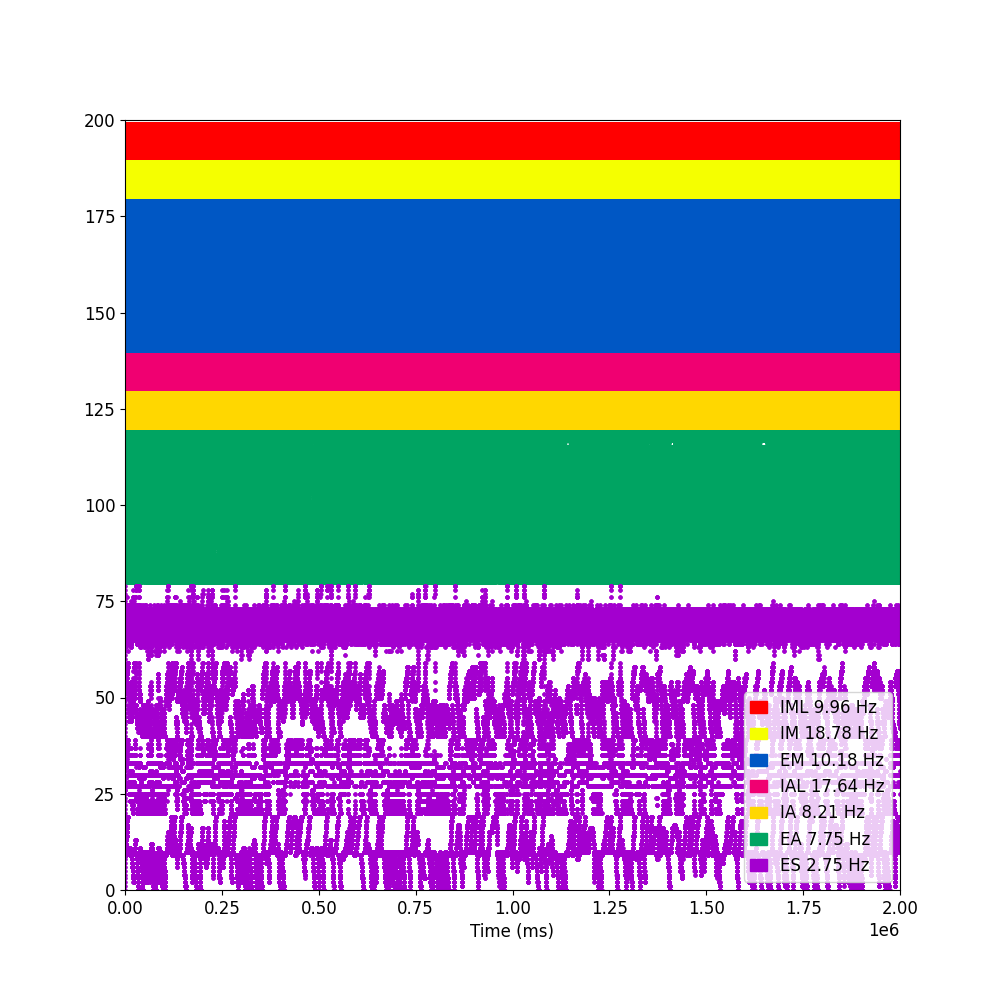 200
175
150
125
100
75
50
25
0
IML 9.96 Hz
IM 18.78 Hz
EM 10.18 Hz
IAL 17.64 Hz
IA 8.21 Hz
EA 7.75 Hz
ES 2.75 Hz
0.00 0.25 0.50 0.75 1.00 1.25 1.50 1.75 2.00
Time (ms)
1e6